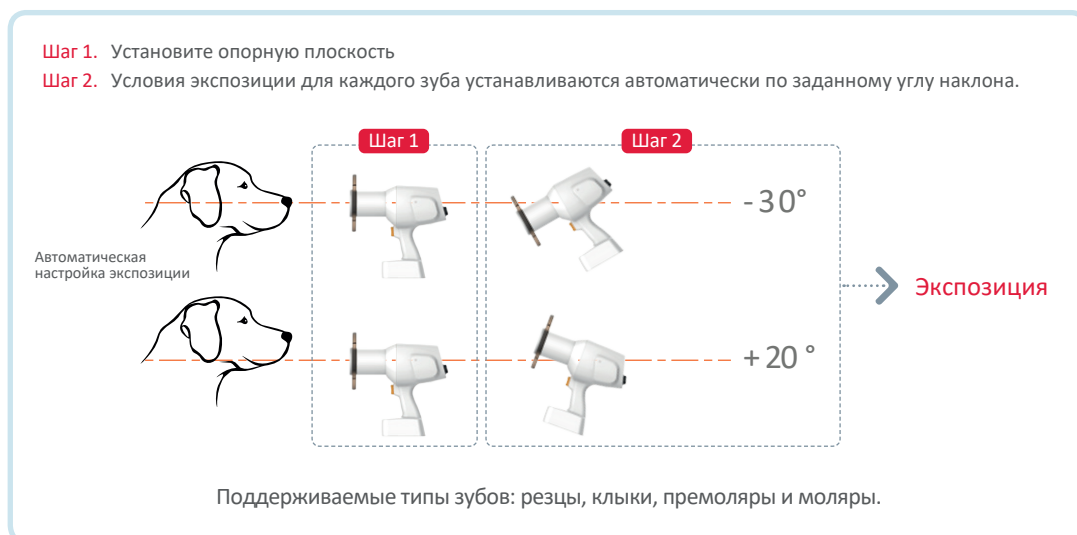 Шаг 1. Установите опорную плоскость
Шаг 2. Условия экспозиции для каждого зуба устанавливаются автоматически по заданному углу наклона.
Шаг 1
Шаг 2
- 30°
Автоматическая
настройка экспозиции
Экспозиция
+ 20 °
Поддерживаемые типы зубов: резцы, клыки, премоляры и моляры.